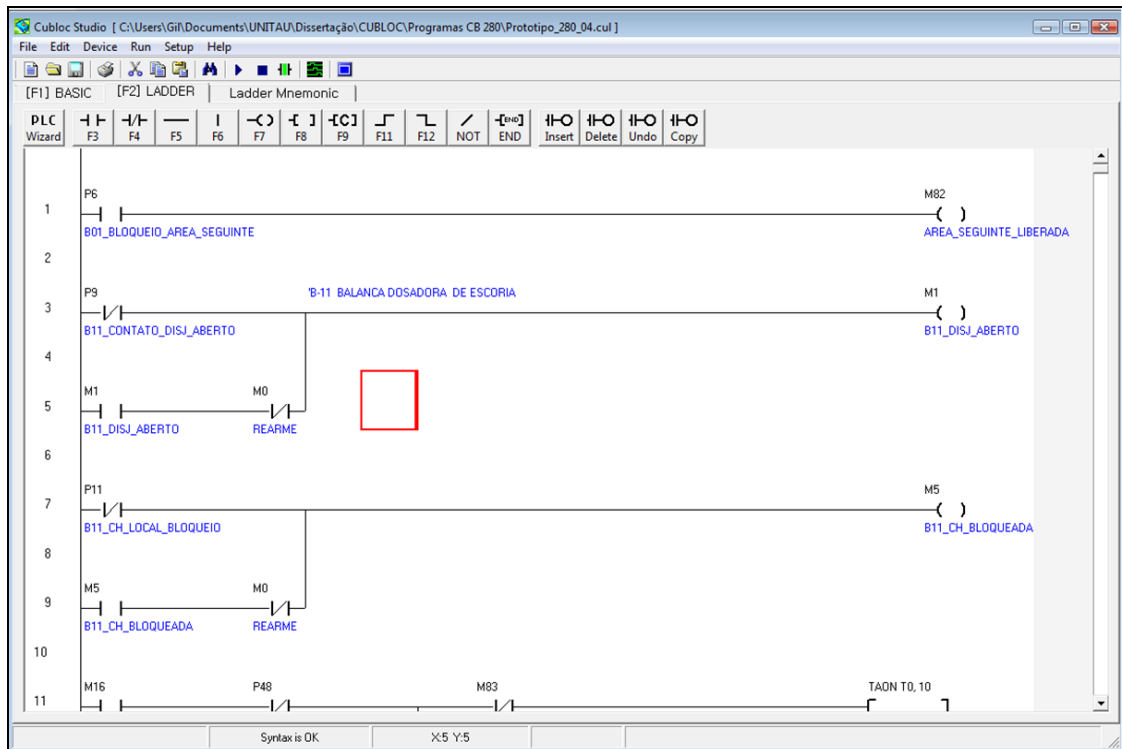 Cubloc Studio [ C:\Users\Gil\Documents\UNITAU\Dissertação\CUBLOC\Programas CB 280\Prototipo_280_04.cul ]
File Edit Device Run Setup Help
[F1] BASIC [F2] LADDER Ladder Mnemonic
PLC Wizard F3 F4 F5 F6 F7 F8 [C] F9 F11 F12 NOT [END] END Insert Delete Undo Copy
P6 M82
1
B01_BLOQUEIO_AREA_SEGUINTE AREA_SEGUINTE_LIBERADA
2
P9 'B-11 BALANCA DOSADORA DE ESCORIA M1
3
B11_CONTATO_DISJ_ABERTO B11_DISJ_ABERTO
4
M1 M0
5
B11_DISJ_ABERTO REARME
6
P11 M5
7
B11_CH_LOCAL_BLOQUEIO B11_CH_BLOQUEADA
8
M5 M0
9
B11_CH_BLOQUEADA REARME
10
M16 P48 M83 TAON T0, 10
11
Syntax is OK X:5 Y:5